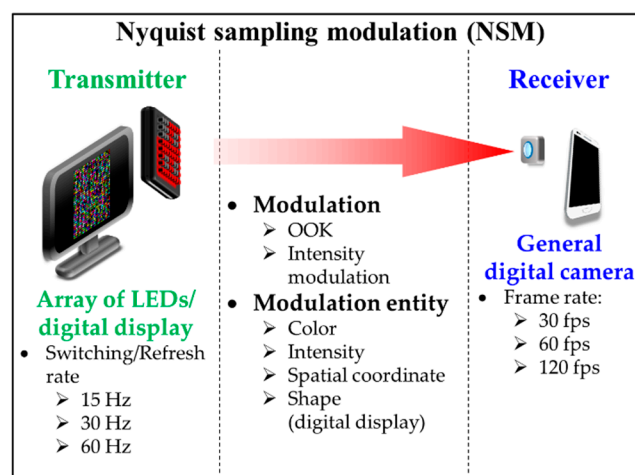 Nyquist sampling modulation (NSM)
Transmitter
Array of LEDs/
digital display
• Switching/Refresh
rate
➢ 15 Hz
➢ 30 Hz
➢ 60 Hz
• Modulation
➢ OOK
➢ Intensity
modulation
• Modulation entity
➢ Color
➢ Intensity
➢ Spatial coordinate
➢ Shape
(digital display)
Receiver
General
digital camera
• Frame rate:
➢ 30 fps
➢ 60 fps
➢ 120 fps